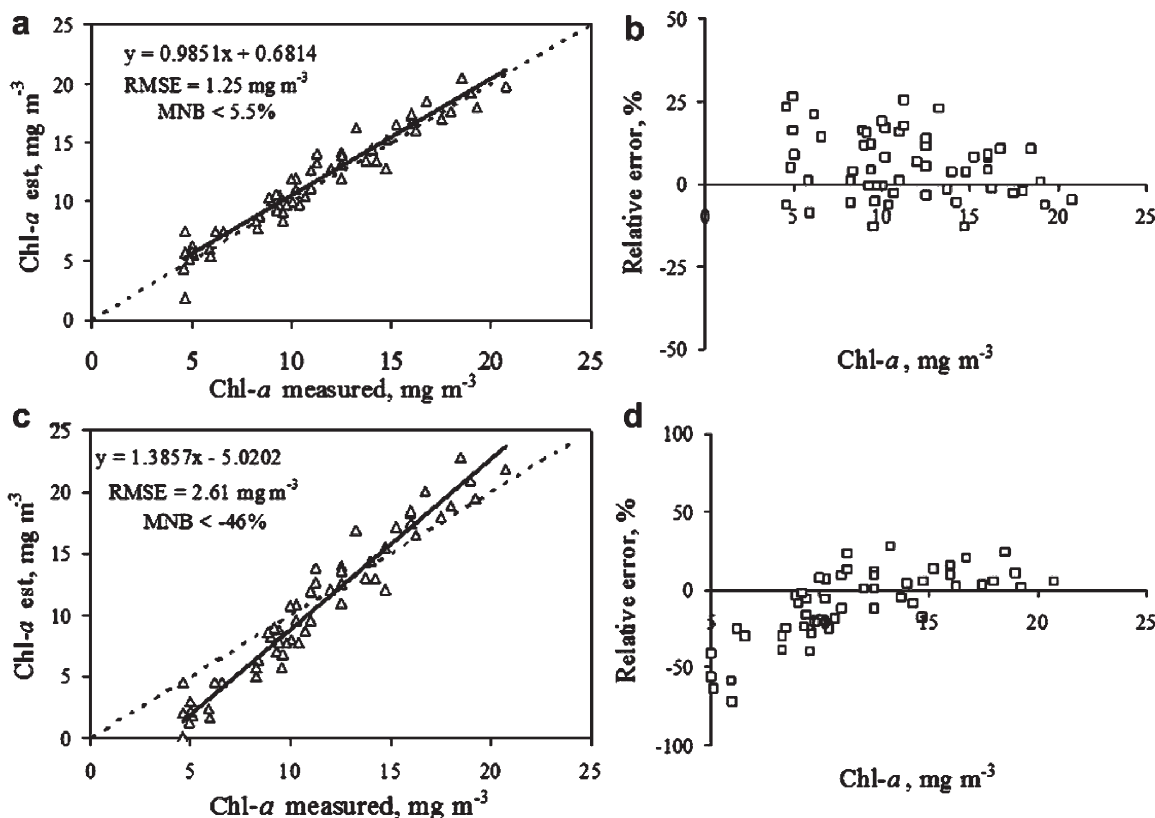 a
25
20
15
10
5
0
y = 0.9851x + 0.6814
RMSE = 1.25 mg m-3
MNB < 5.5%
Chl-a est, mg m-3
0 5 10 15 20 25
Chl-a measured, mg m-3
b
50
25
0
-25
-50
Relative error, %
0 5 10 15 20 25
Chl-a, mg m-3
c
25
20
15
10
5
0
y = 1.3857x - 5.0202
RMSE = 2.61 mg m-3
MNB < -46%
Chl-a est, mg m-3
0 5 10 15 20 25
Chl-a measured, mg m-3
d
100
50
0
-50
-100
Relative error, %
5 15 25
Chl-a, mg m-3